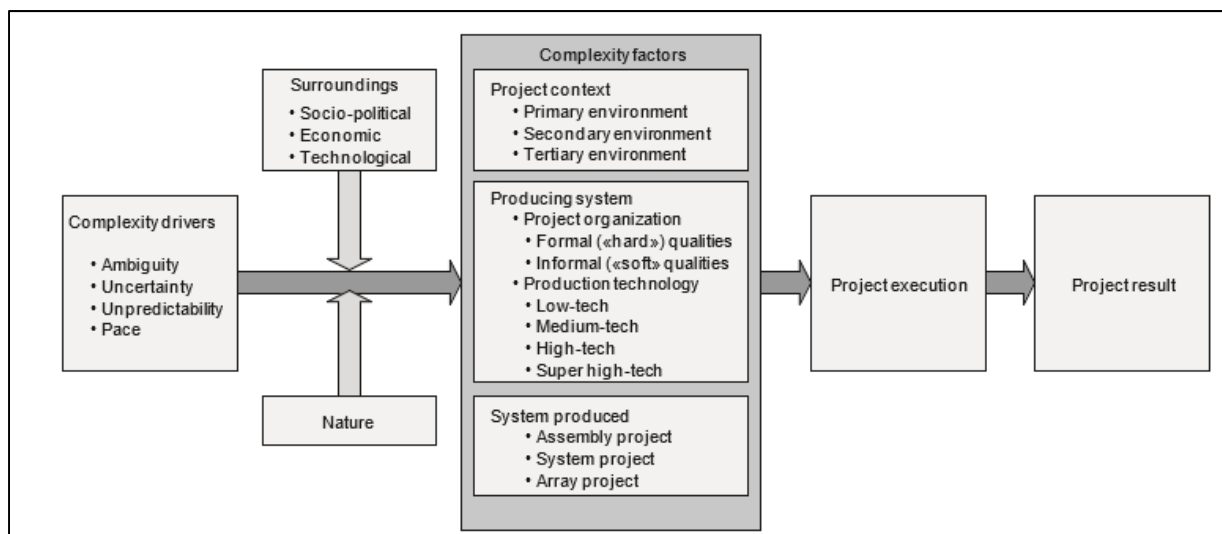 Complexity factors
Surroundings
• Socio-political
• Economic
• Technological
Project context
• Primary environment
• Secondary environment
• Tertiary environment
Complexity drivers
• Ambiguity
• Uncertainty
• Unpredictability
• Pace
Producing system
• Project organization
• Formal («hard») qualities
• Informal («soft» qualities
• Production technology
• Low-tech
• Medium-tech
• High-tech
• Super high-tech
Project execution
Project result
Nature
System produced
• Assembly project
• System project
• Array project